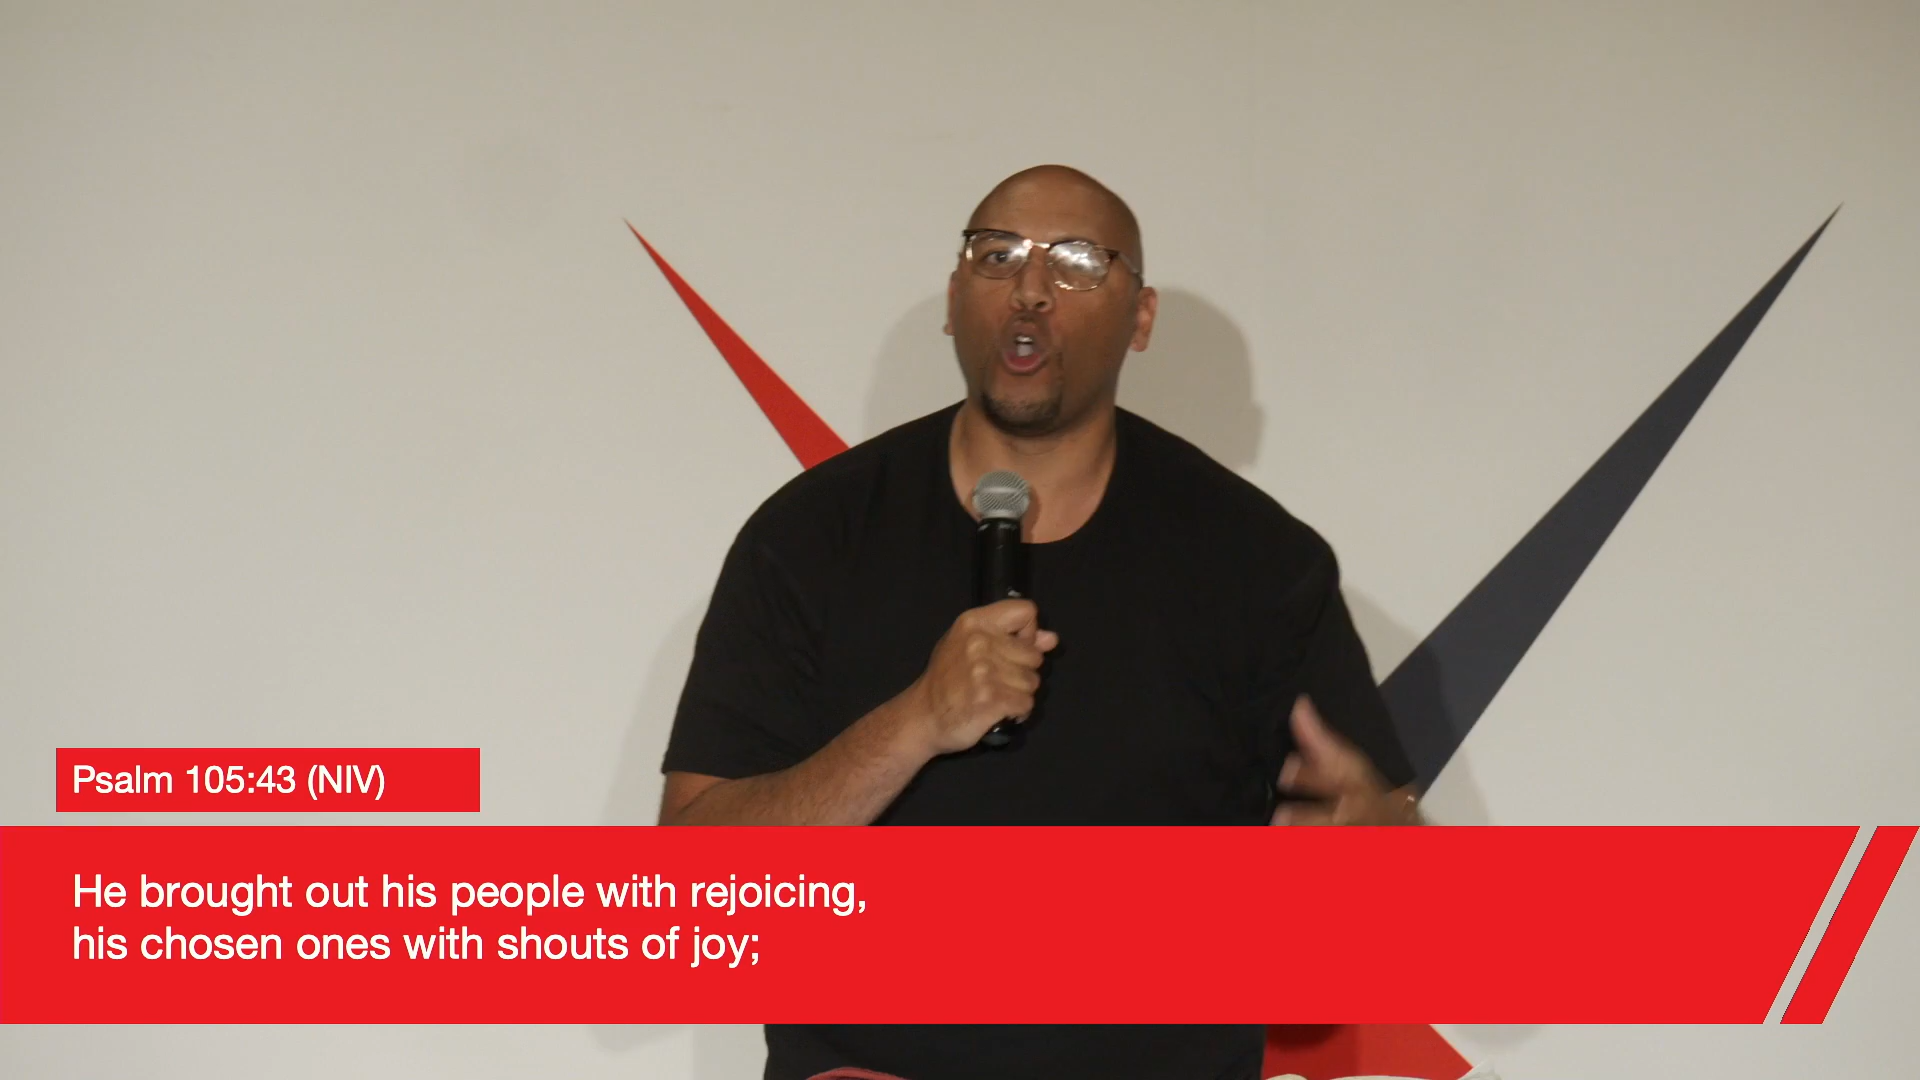 Psalm 105:43 (NIV)
He brought out his people with rejoicing,
his chosen ones with shouts of joy;